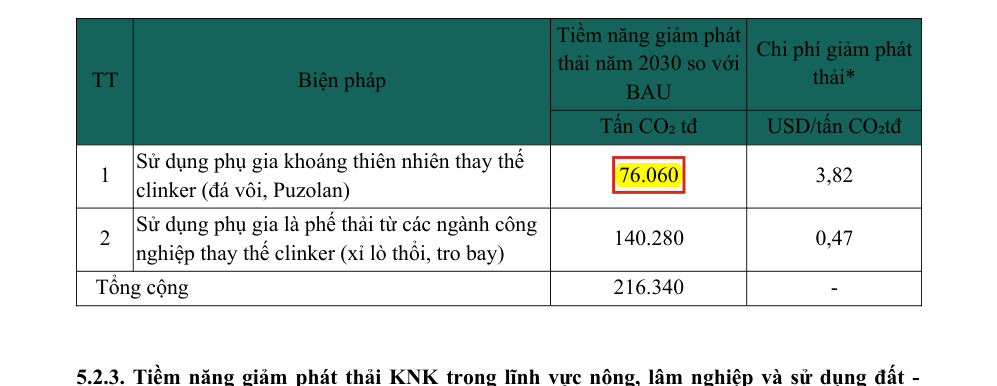 TT
Biện pháp
Tiềm năng giảm phát
thải năm 2030 so với
BAU
Chi phí giảm phát
thải*
Tấn CO₂ tđ
USD/tấn CO₂tđ
1
Sử dụng phụ gia khoáng thiên nhiên thay thế
clinker (đá vôi, Puzolan)
76.060
3,82
2
Sử dụng phụ gia là phế thải từ các ngành công
nghiệp thay thế clinker (xỉ lò thổi, tro bay)
140.280
0,47
Tổng cộng
216.340
-
5.2.3. Tiềm năng giảm phát thải KNK trong lĩnh vực nông, lâm nghiệp và sử dụng đất -